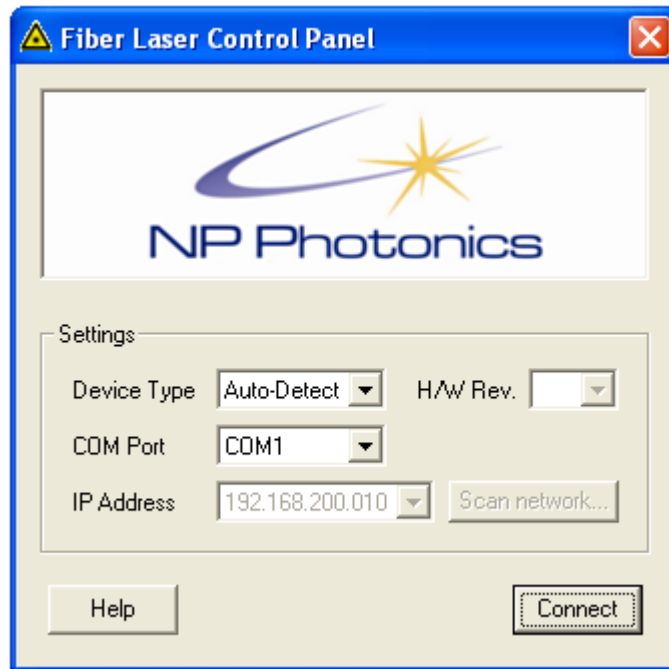 Fiber Laser Control Panel
NP Photonics
Settings
Device Type Auto-Detect H/W Rev.
COM Port COM1
IP Address 192.168.200.010 Scan network...
Help Connect